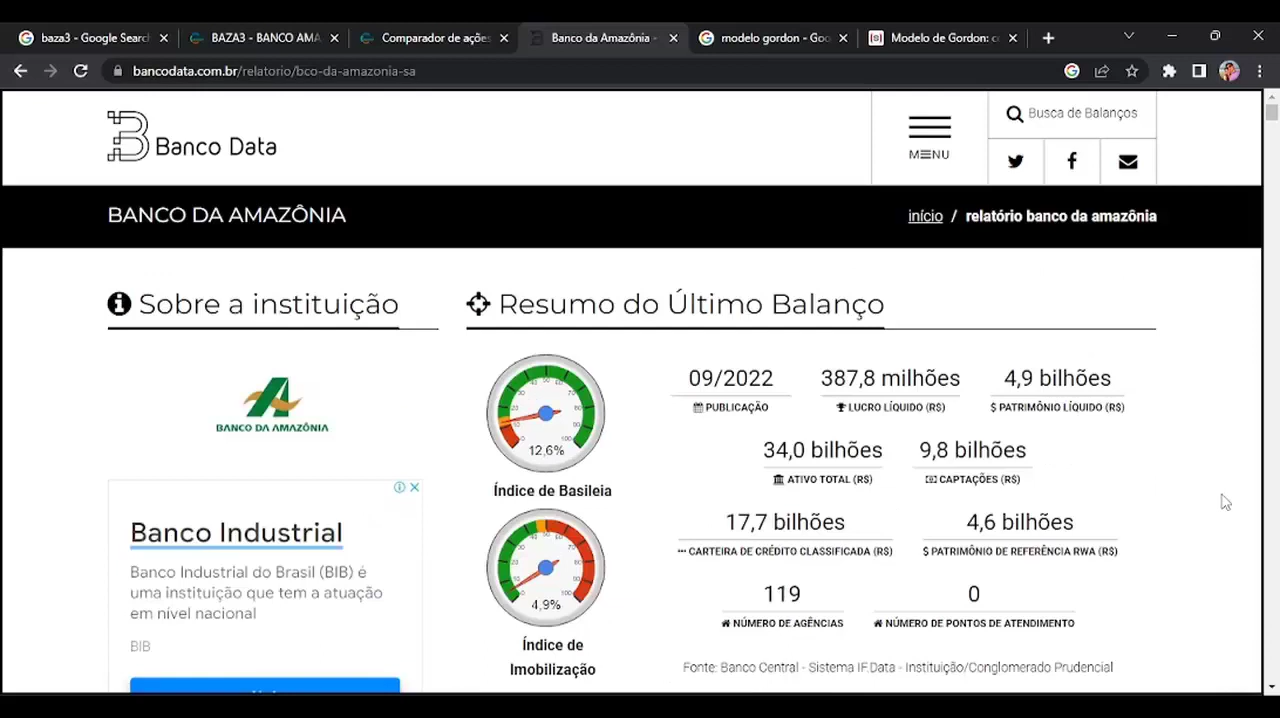 baza3 - Google Search
BAZA3 - BANCO AMA
Comparador de ações
Banco da Amazônia -
modelo gordon - Goo
Modelo de Gordon: co
bancodata.com.br/relatorio/bco-da-amazonia-sa
Banco Data
MENU
Busca de Balanços
BANCO DA AMAZÔNIA
início / relatório banco da amazônia
Sobre a instituição
Resumo do Último Balanço
BANCO DA AMAZÔNIA
12,6%
Índice de Basileia
4,9%
Índice de
Imobilização
09/2022
PUBLICAÇÃO
387,8 milhões
LUCRO LÍQUIDO (R$)
4,9 bilhões
$ PATRIMÔNIO LÍQUIDO (R$)
34,0 bilhões
ATIVO TOTAL (R$)
9,8 bilhões
CAPTAÇÕES (R$)
17,7 bilhões
CARTEIRA DE CRÉDITO CLASSIFICADA (R$)
4,6 bilhões
$ PATRIMÔNIO DE REFERÊNCIA RWA (R$)
119
NÚMERO DE AGÊNCIAS
0
NÚMERO DE PONTOS DE ATENDIMENTO
Fonte: Banco Central - Sistema IF.Data - Instituição/Conglomerado Prudencial
Banco Industrial
Banco Industrial do Brasil (BIB) é
uma instituição que tem a atuação
em nível nacional
BIB